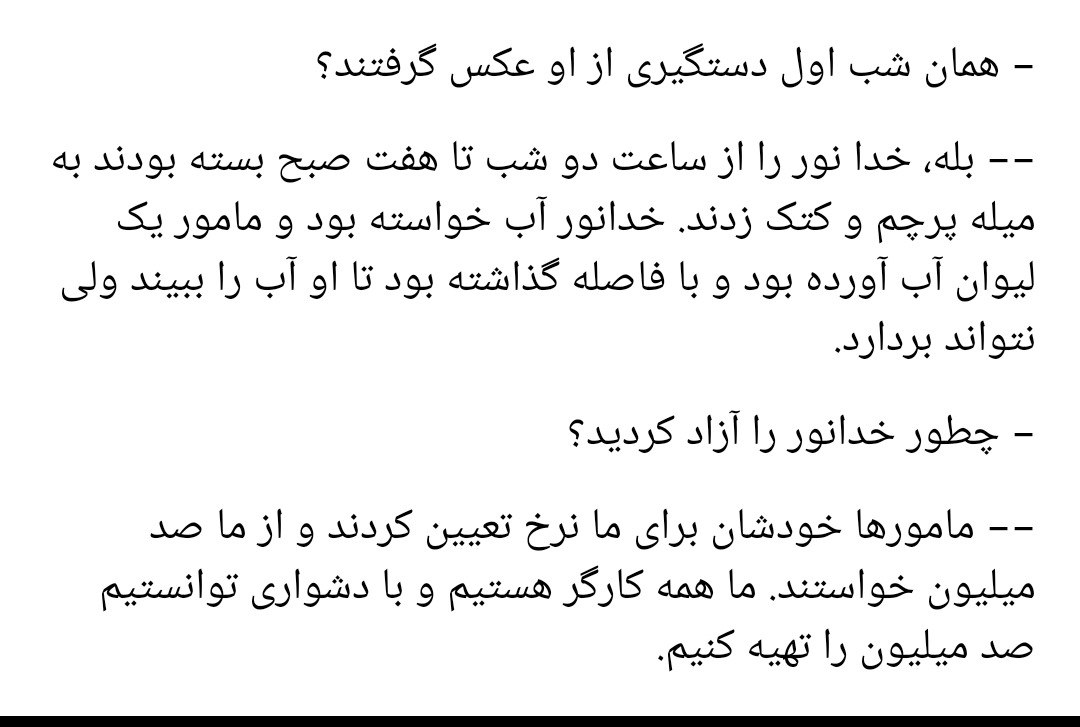 – همان شب اول دستگیری از او عکس گرفتند؟
–– بله، خدا نور را از ساعت دو شب تا هفت صبح بسته بودند به
میله پرچم و کتک زدند. خدانور آب خواسته بود و مامور یک
لیوان آب آورده بود و با فاصله گذاشته بود تا او آب را ببیند ولی
نتواند بردارد.
– چطور خدانور را آزاد کردید؟
–– مامورها خودشان برای ما نرخ تعیین کردند و از ما صد
میلیون خواستند. ما همه کارگر هستیم و با دشواری توانستیم
صد میلیون را تهیه کنیم.